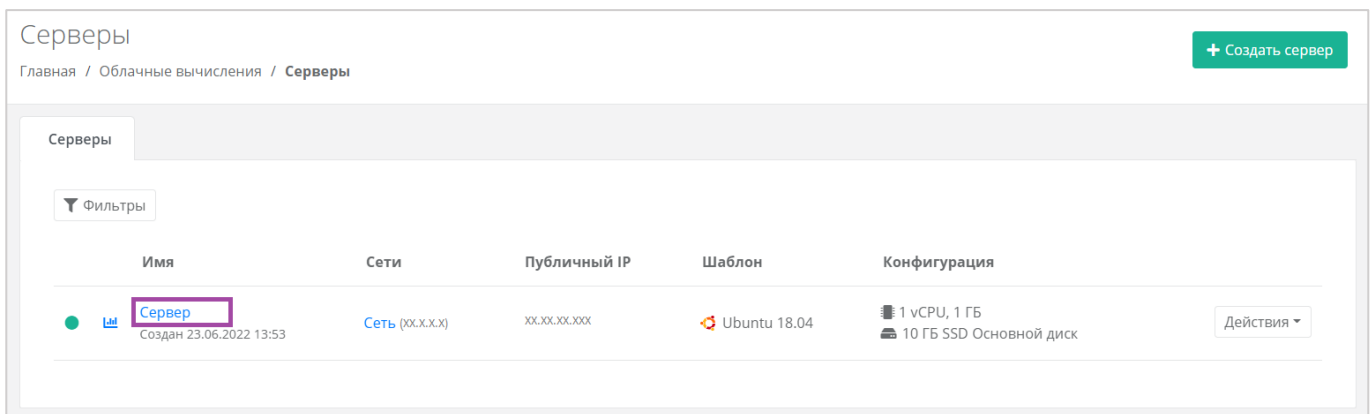 Серверы
+ Создать сервер
Главная / Облачные вычисления / Серверы
Серверы
Фильтры
Имя Сети Публичный IP Шаблон Конфигурация
Сервер
Создан 23.06.2022 13:53
Сеть (XX.X.X.X) XX.XX.XX.XXX Ubuntu 18.04
1 vCPU, 1 ГБ
10 ГБ SSD Основной диск
Действия